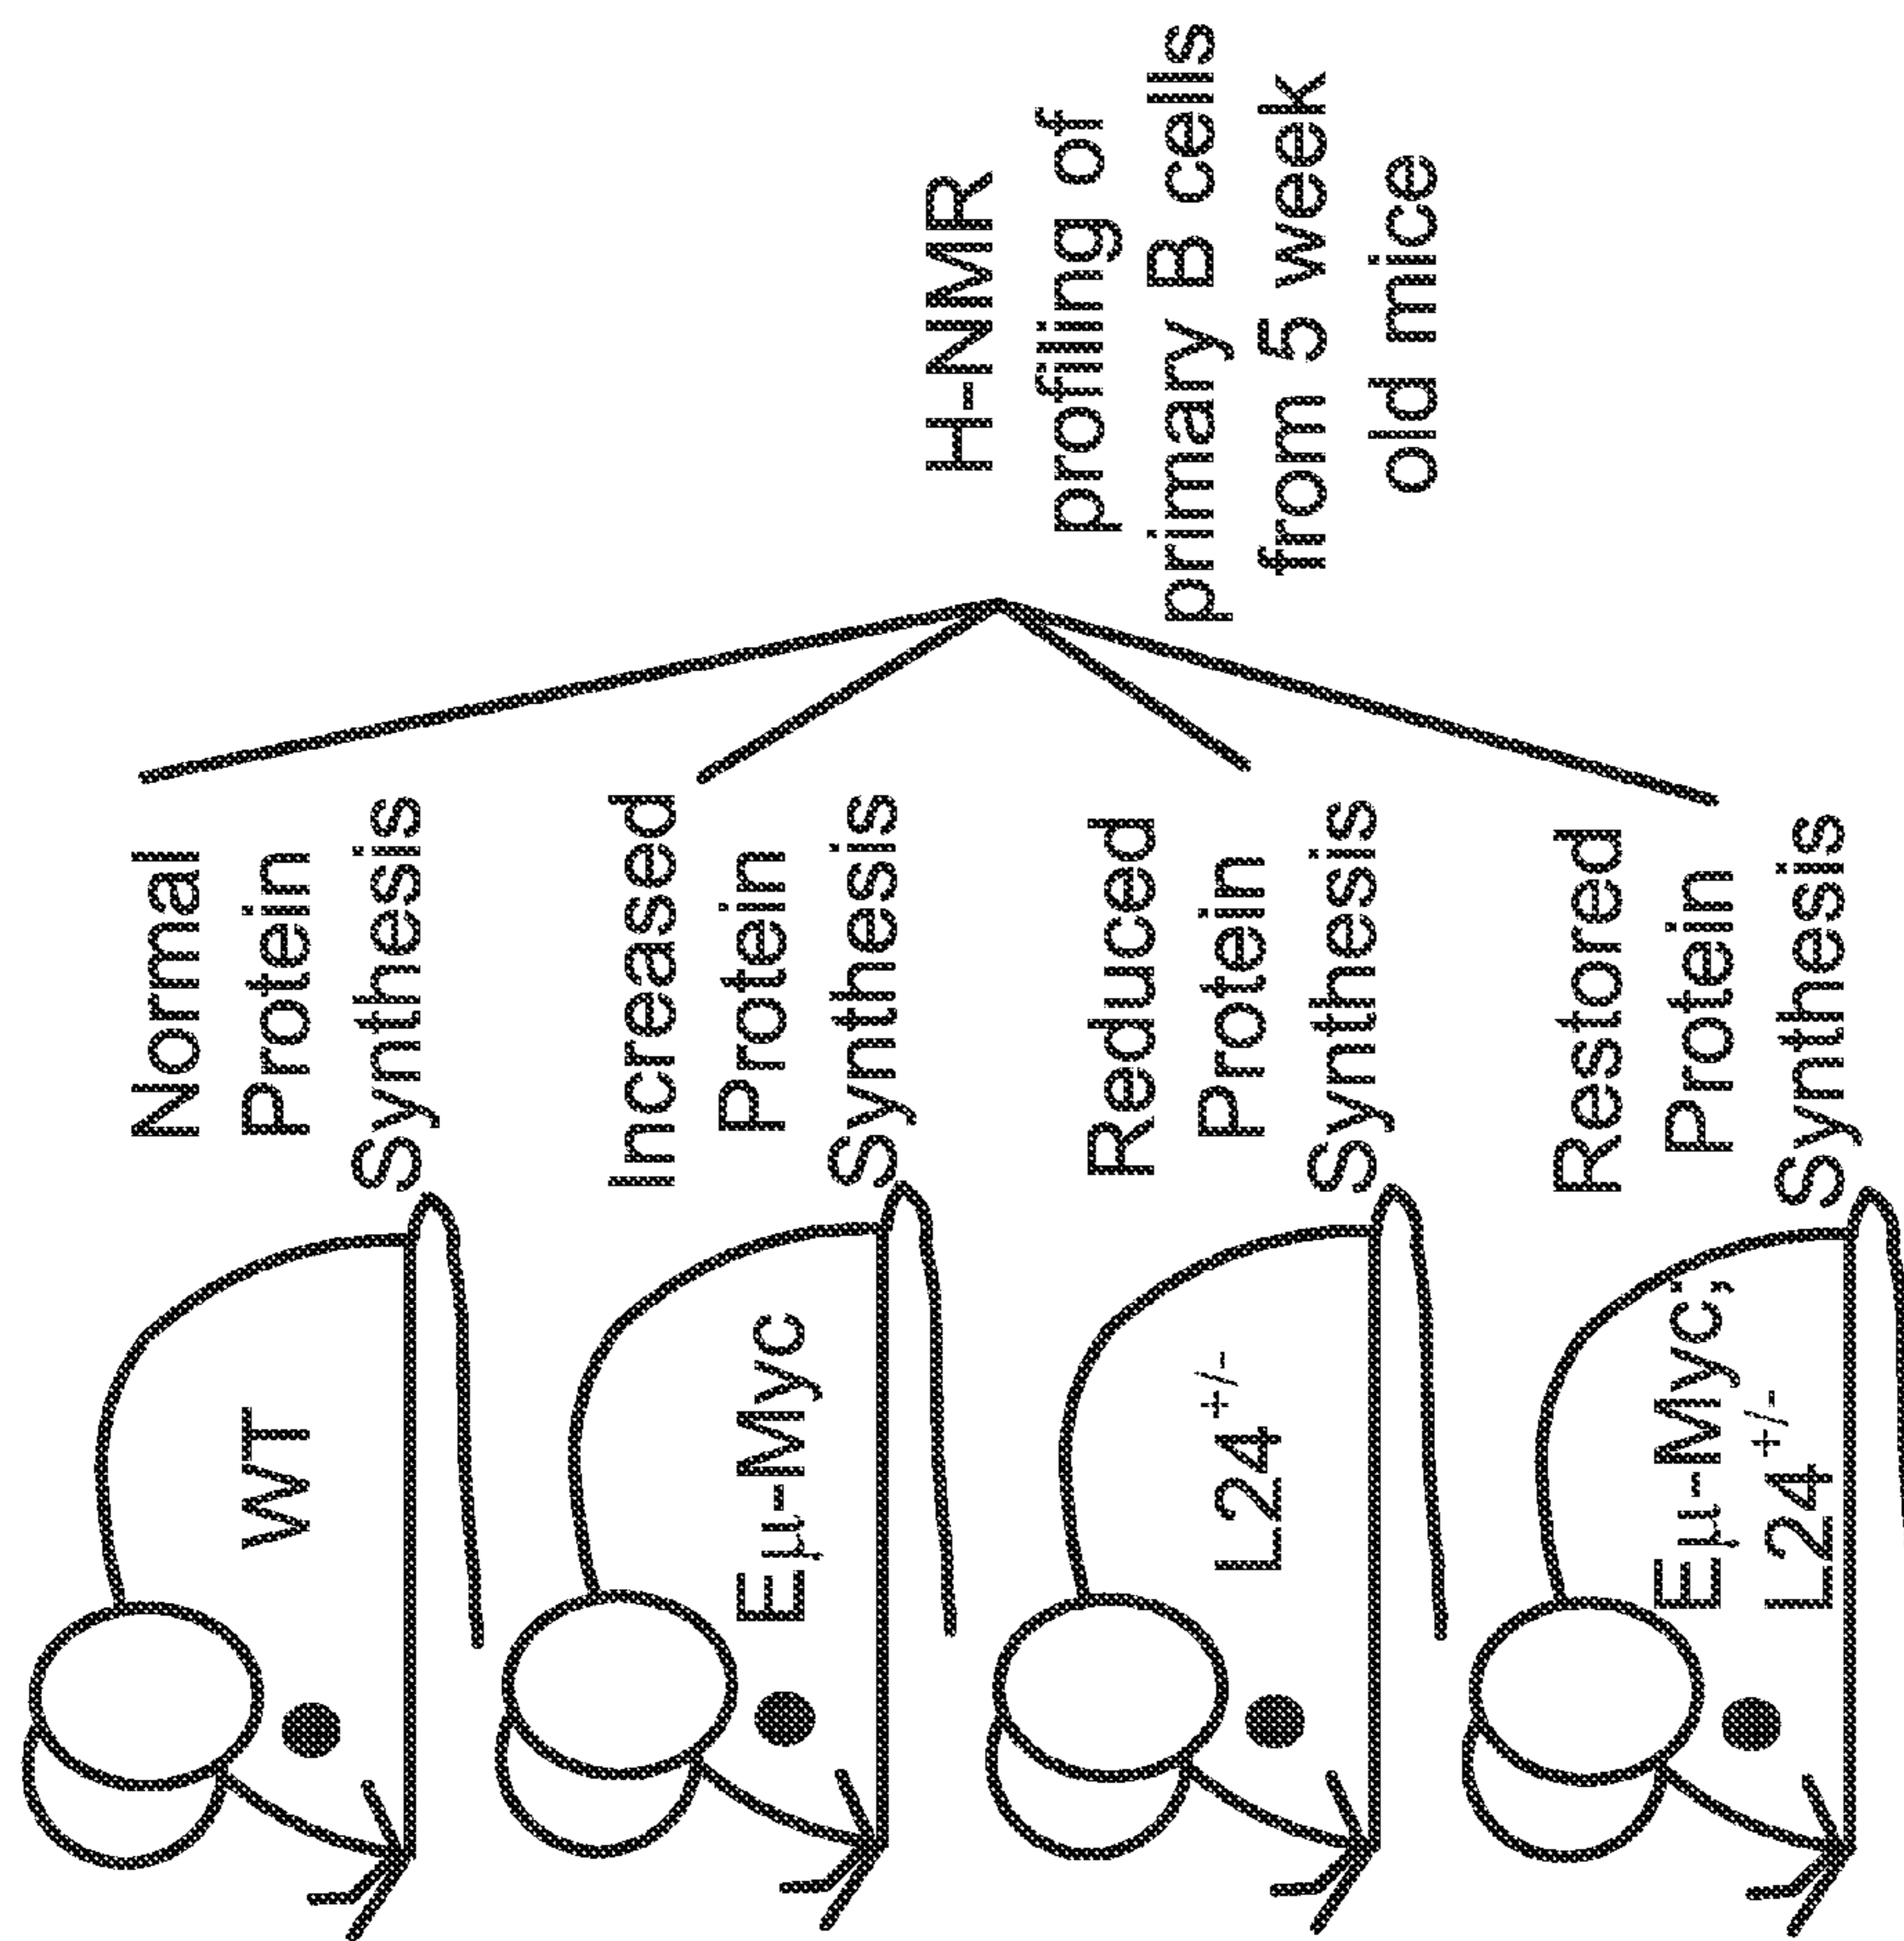 WT
Normal
Protein
Synthesis
Eµ-Myc
Increased
Protein
Synthesis
L24+/-
Reduced
Protein
Synthesis
Eµ-Myc;
L24+/-
Restored
Protein
Synthesis
H-NMR
profiling of
primary B cells
from 5 week
old mice